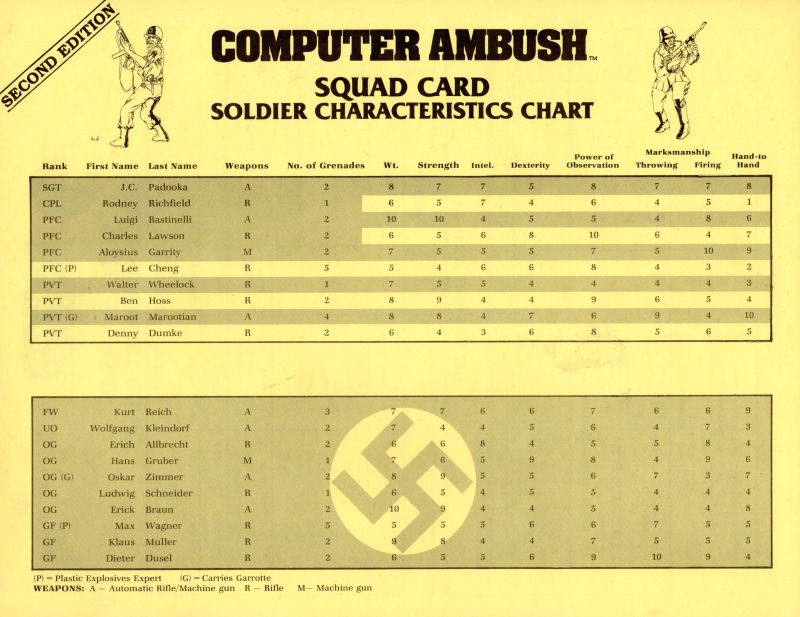 SECOND EDITION
COMPUTER AMBUSH™
SQUAD CARD
SOLDIER CHARACTERISTICS CHART
Rank First Name Last Name Weapons No. of Grenades Wt. Strength Intel. Dexterity Power of Observation Marksmanship Throwing Firing Hand-to Hand
SGT J.C. Padooka A 2 8 7 7 5 8 7 7 8
CPL Rodney Richfield R 1 6 5 7 4 6 4 5 1
PFC Luigi Bastinelli A 2 10 10 4 5 5 4 8 6
PFC Charles Lawson R 2 6 5 6 8 10 6 4 7
PFC Aloysius Garrity M 2 7 5 5 5 7 5 10 9
PFC (P) Lee Cheng R 5 5 4 6 6 8 4 3 2
PVT Walter Wheelock R 1 7 5 5 4 4 4 4 3
PVT Ben Hoss R 2 8 9 4 4 9 6 5 4
PVT (G) Maroot Marootian A 4 8 8 4 7 6 9 4 10
PVT Denny Dumke R 2 6 4 3 6 8 5 6 5
FW Kurt Reich A 3 7 7 6 6 7 6 6 9
UO Wolfgang Kleindorf A 2 7 4 4 5 6 4 7 3
OG Erich Allbrecht R 2 6 6 8 4 5 5 8 4
OG Hans Gruber M 1 7 6 5 9 8 4 9 6
OG (G) Oskar Zimmer A 2 8 9 5 5 6 7 3 7
OG Ludwig Schneider R 1 6 5 4 5 5 4 4 4
OG Erick Braun A 2 10 9 4 4 5 4 4 8
GF (P) Max Wagner R 5 5 5 5 6 6 7 5 5
GF Klaus Muller R 2 9 8 4 4 7 5 5 5
GF Dieter Dusel R 2 6 5 5 6 9 10 9 4
(P) = Plastic Explosives Expert (G) = Carries Garrotte
WEAPONS: A — Automatic Rifle/Machine gun R — Rifle M— Machine gun